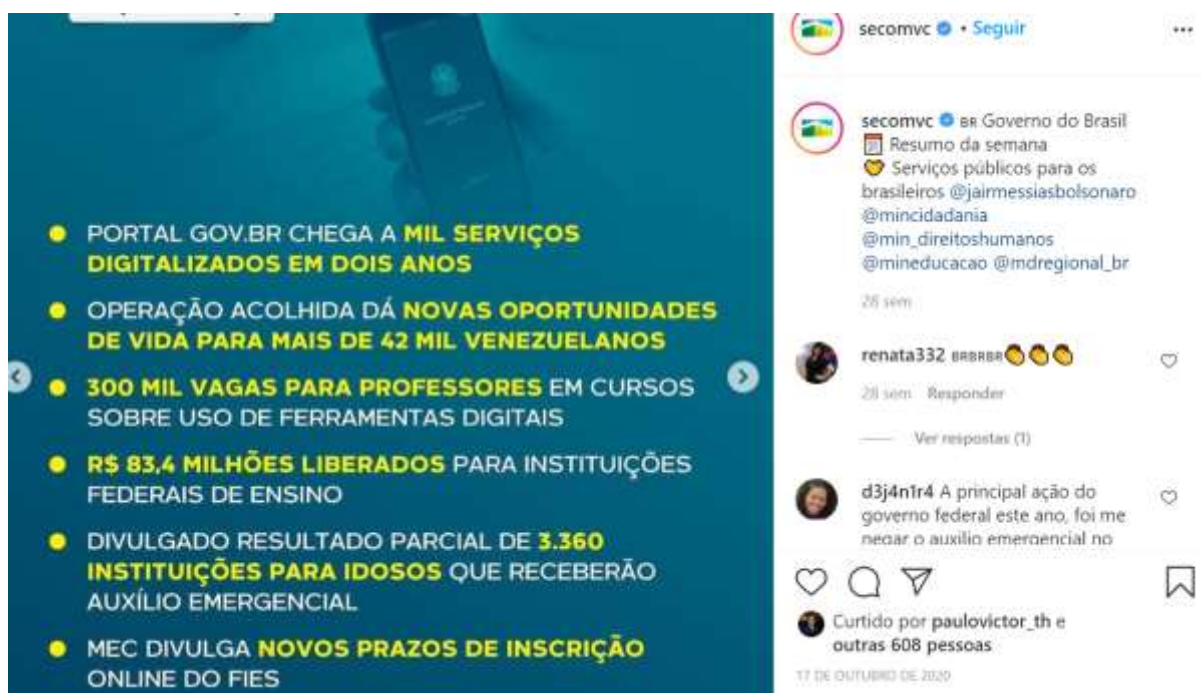 PORTAL GOV.BR CHEGA A MIL SERVIÇOS
DIGITALIZADOS EM DOIS ANOS
OPERAÇÃO ACOLHIDA DÁ NOVAS OPORTUNIDADES
DE VIDA PARA MAIS DE 42 MIL VENEZUELANOS
300 MIL VAGAS PARA PROFESSORES EM CURSOS
SOBRE USO DE FERRAMENTAS DIGITAIS
R$ 83,4 MILHÕES LIBERADOS PARA INSTITUIÇÕES
FEDERAIS DE ENSINO
DIVULGADO RESULTADO PARCIAL DE 3.360
INSTITUIÇÕES PARA IDOSOS QUE RECEBERÃO
AUXÍLIO EMERGENCIAL
MEC DIVULGA NOVOS PRAZOS DE INSCRIÇÃO
ONLINE DO FIES
secomvc • Seguir
secomvc BR Governo do Brasil
Resumo da semana
Serviços públicos para os
brasileiros @jairmessiasbolsonaro
@mincidadania
@min_direitoshumanos
@mineducacao @mdregional_br
28 sem
renata332 BRBRBR
28 sem Responder
Ver respostas (1)
d3j4n1r4 A principal ação do
governo federal este ano, foi me
negar o auxilio emergencial no
Curtido por paulovictor_th e
outras 608 pessoas
17 DE OUTUBRO DE 2020